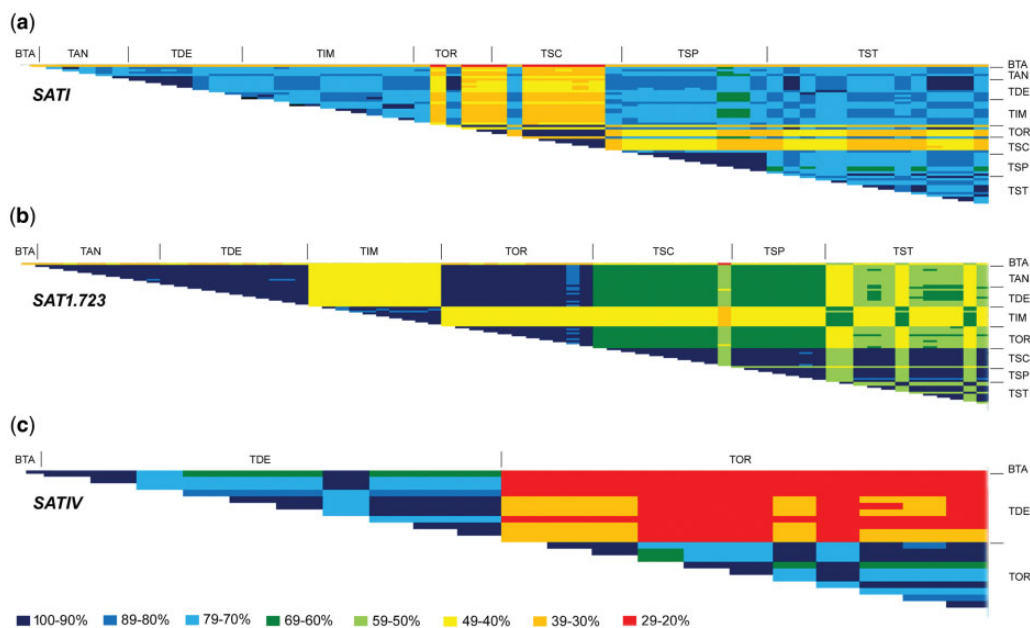 (a)
BTA TAN TDE TIM TOR TSC TSP TST
SATI
BTA
TAN
TDE
TIM
TOR
TSC
TSP
TST
(b)
BTA TAN TDE TIM TOR TSC TSP TST
SAT1.723
BTA
TAN
TDE
TIM
TOR
TSC
TSP
TST
(c)
BTA TDE TOR
SATIV
BTA
TDE
TOR
100-90% 89-80% 79-70% 69-60% 59-50% 49-40% 39-30% 29-20%